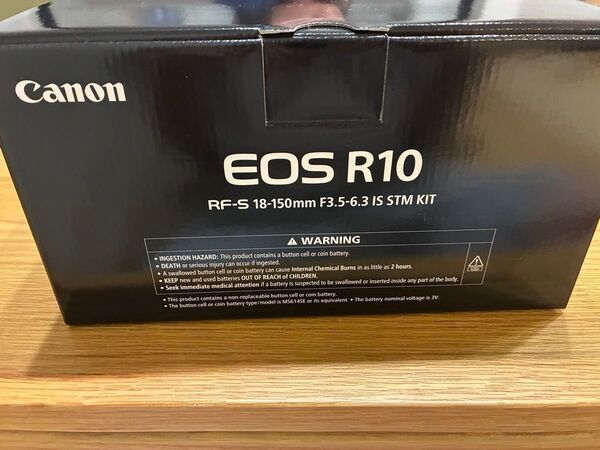 Canon
EOS R10
RF-S 18-150mm F3.5-6.3 IS STM KIT
⚠ WARNING
• INGESTION HAZARD: This product contains a button cell or coin battery.
• DEATH or serious injury can occur if ingested.
• A swallowed button cell or coin battery can cause Internal Chemical Burns in as little as 2 hours.
• KEEP new and used batteries OUT OF REACH of CHILDREN.
• Seek immediate medical attention if a battery is suspected to be swallowed or inserted inside any part of the body.
• This product contains a non-replaceable button cell or coin battery.
• The button cell or coin battery type/model is MS614SE or its equivalent. • The battery nominal voltage is 3V.